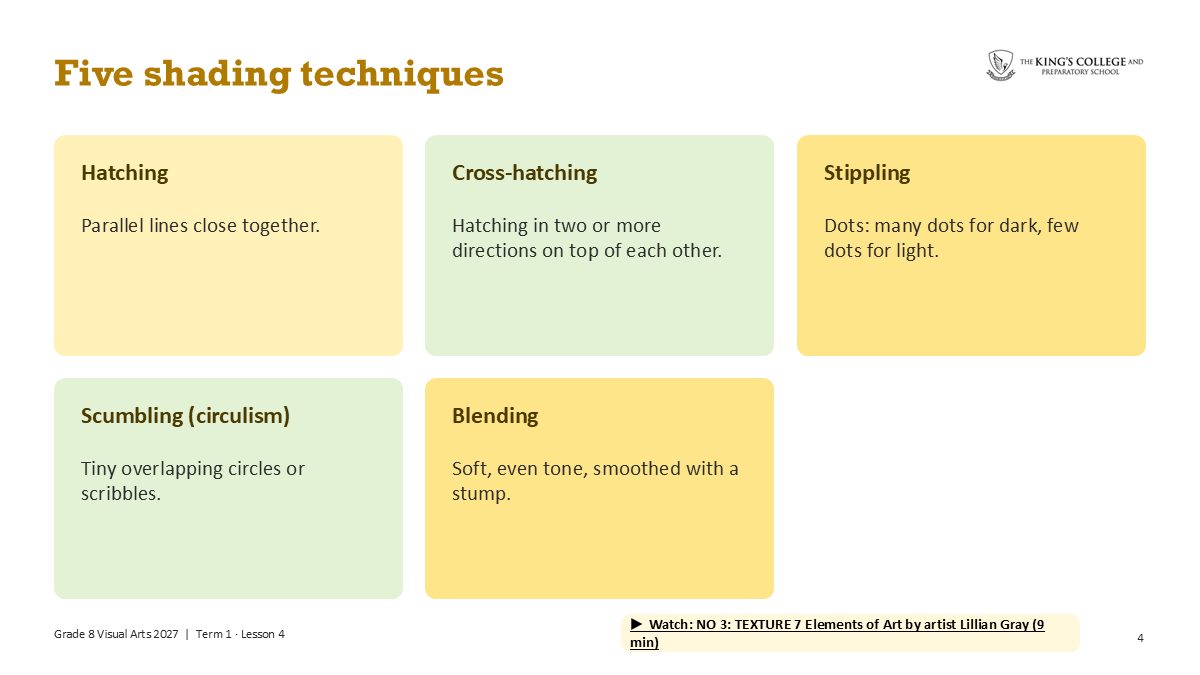 Five shading techniques
THE KING'S COLLEGE AND
PREPARATORY SCHOOL
Hatching
Parallel lines close together.
Cross-hatching
Hatching in two or more
directions on top of each other.
Stippling
Dots: many dots for dark, few
dots for light.
Scumbling (circulism)
Tiny overlapping circles or
scribbles.
Blending
Soft, even tone, smoothed with a
stump.
Grade 8 Visual Arts 2027 | Term 1 · Lesson 4
▶ Watch: NO 3: TEXTURE 7 Elements of Art by artist Lillian Gray (9
min)
4